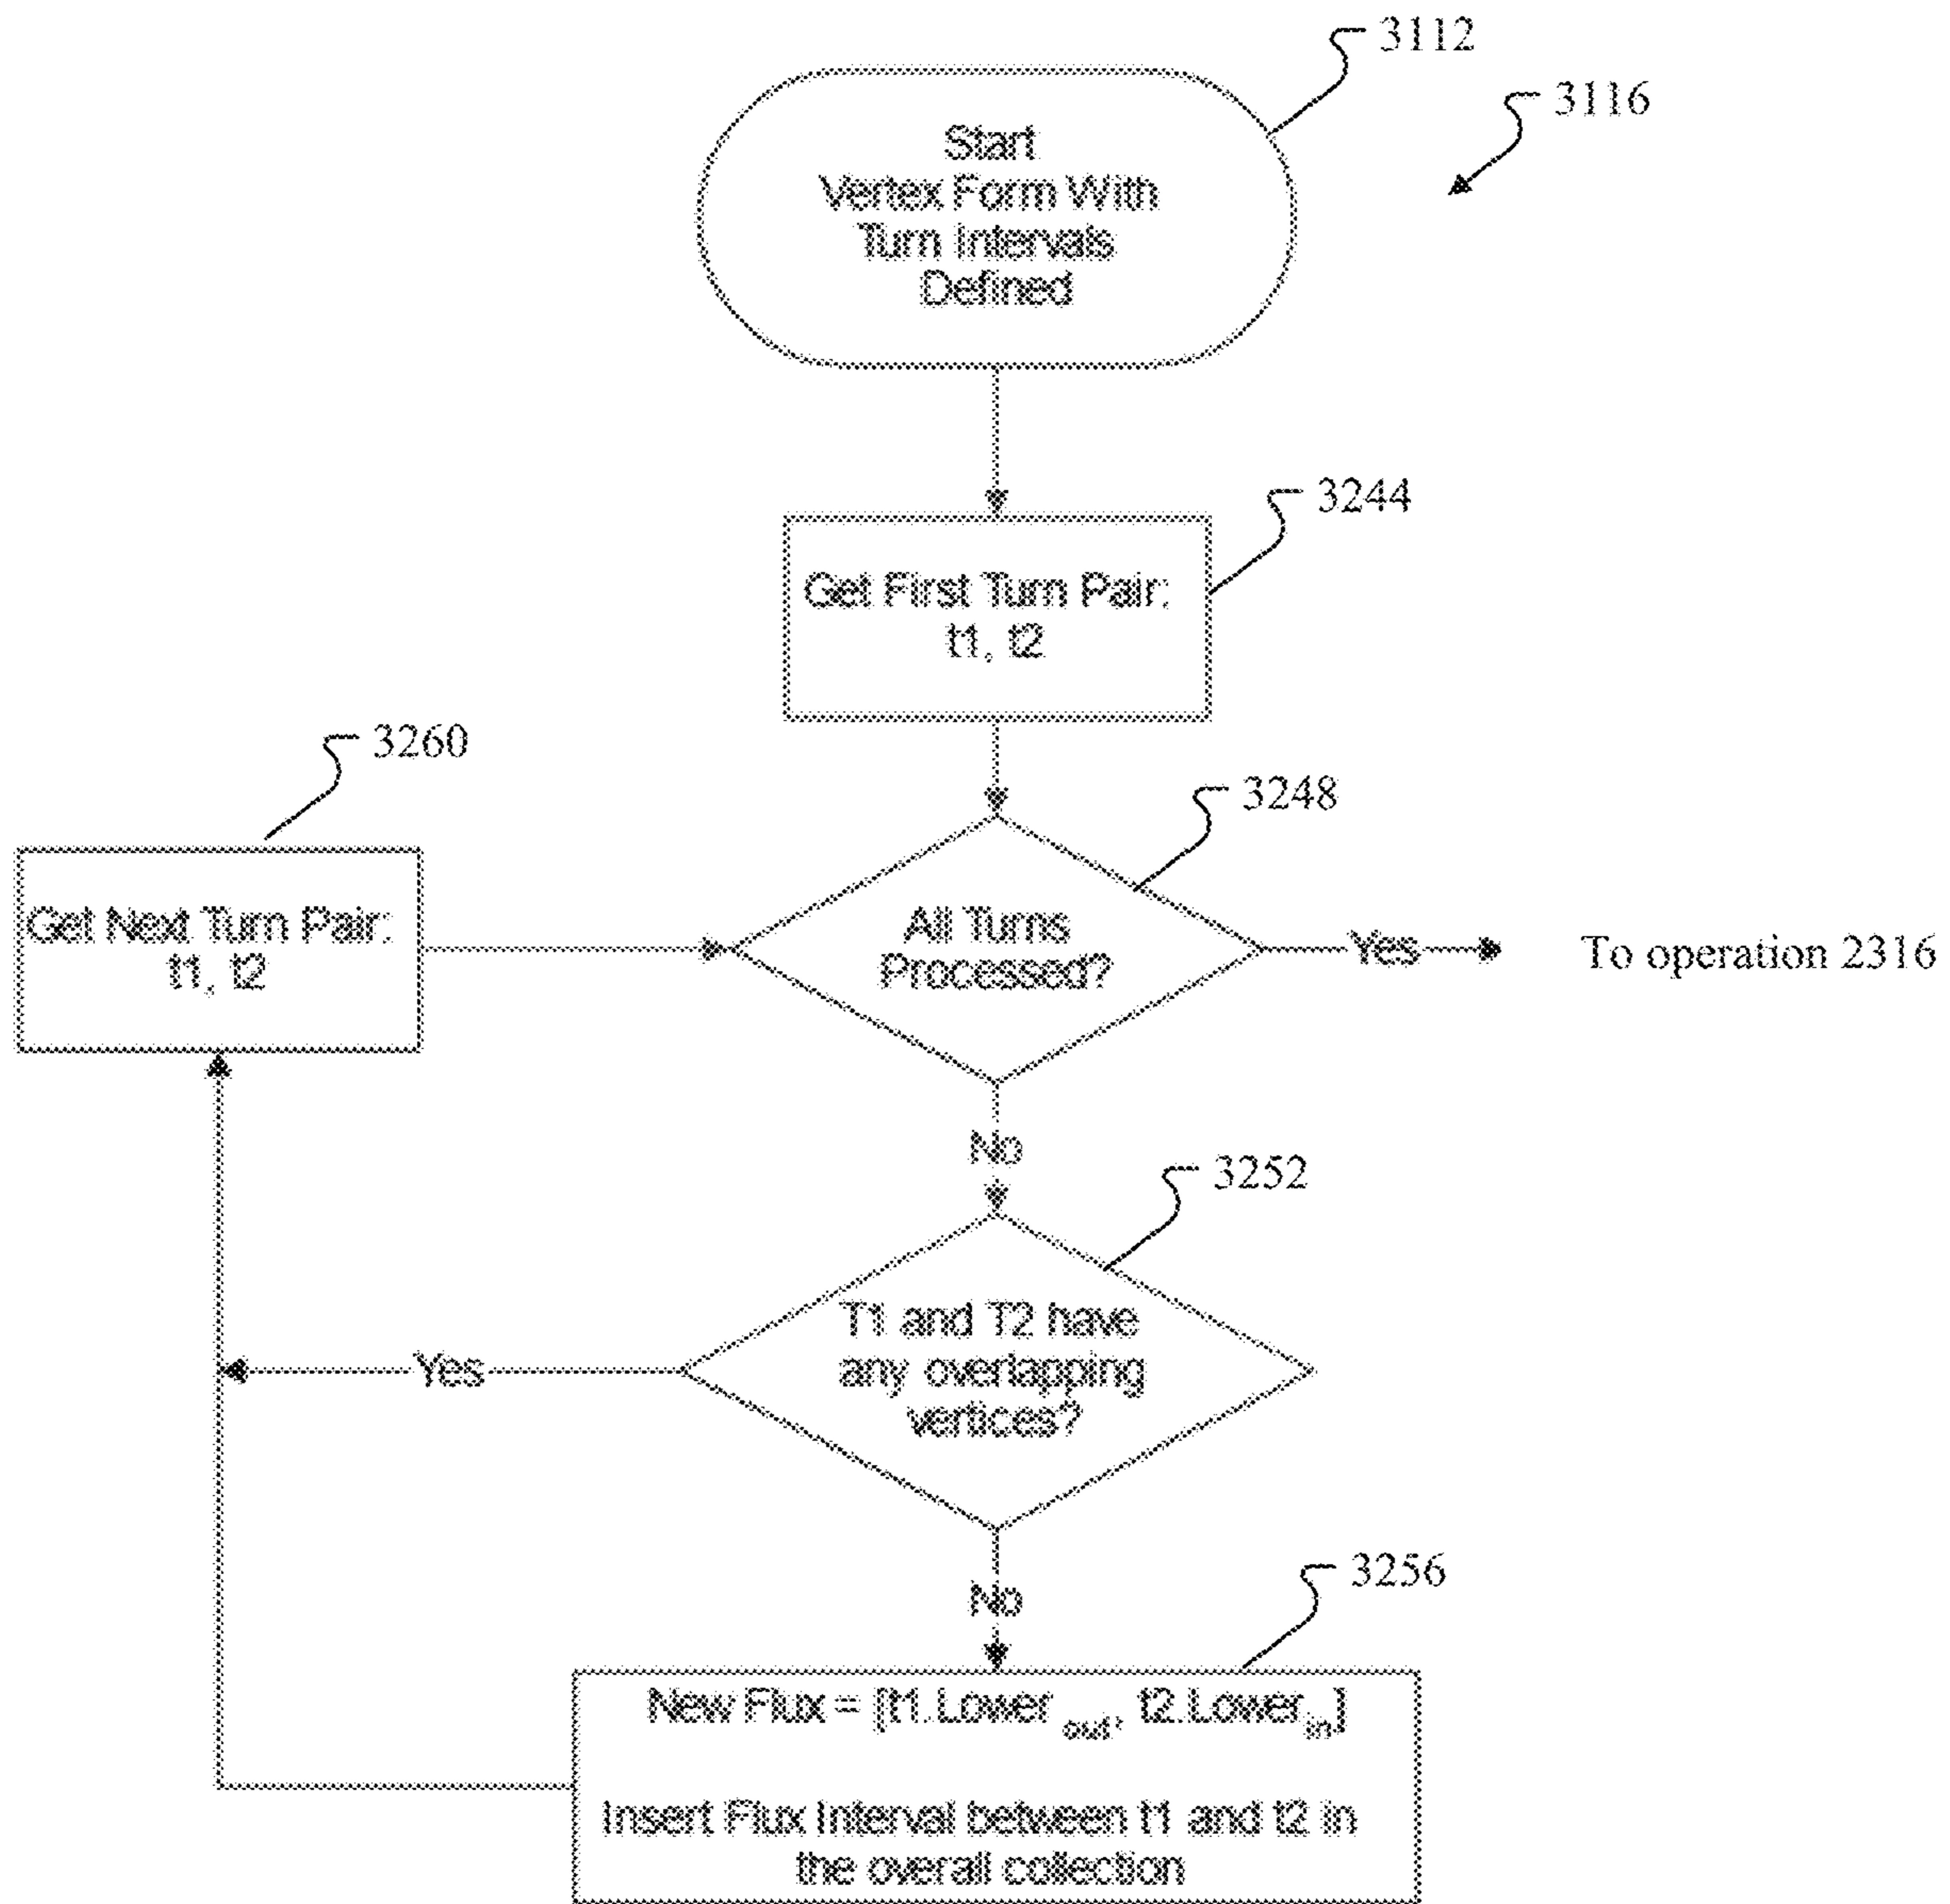 3112
3116
Start
Vertex Form With
Turn Intervals
Defined
3244
Get First Turn Pair:
t1, t2
3260
3248
Get Next Turn Pair:
t1, t2
All Turns
Processed?
Yes
To operation 2316
No
3252
T1 and T2 have
any overlapping
vertices?
Yes
No
3256
New Flux = [t1.Lower out, t2.Lower in]
Insert Flux Interval between t1 and t2 in
the overall collection